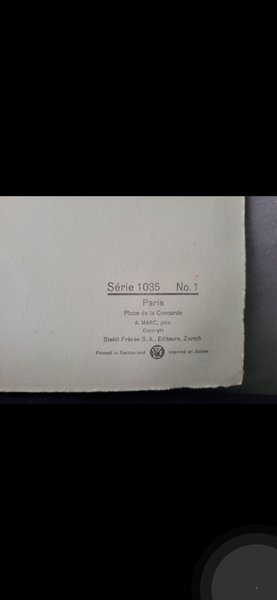 Série 1035 No. 1
Paris
Place de la Concorde
A. MARC, pinx.
Copyright
Stehli Frères S. A., Editeurs, Zurich
Printed in Switzerland Imprimé en Suisse